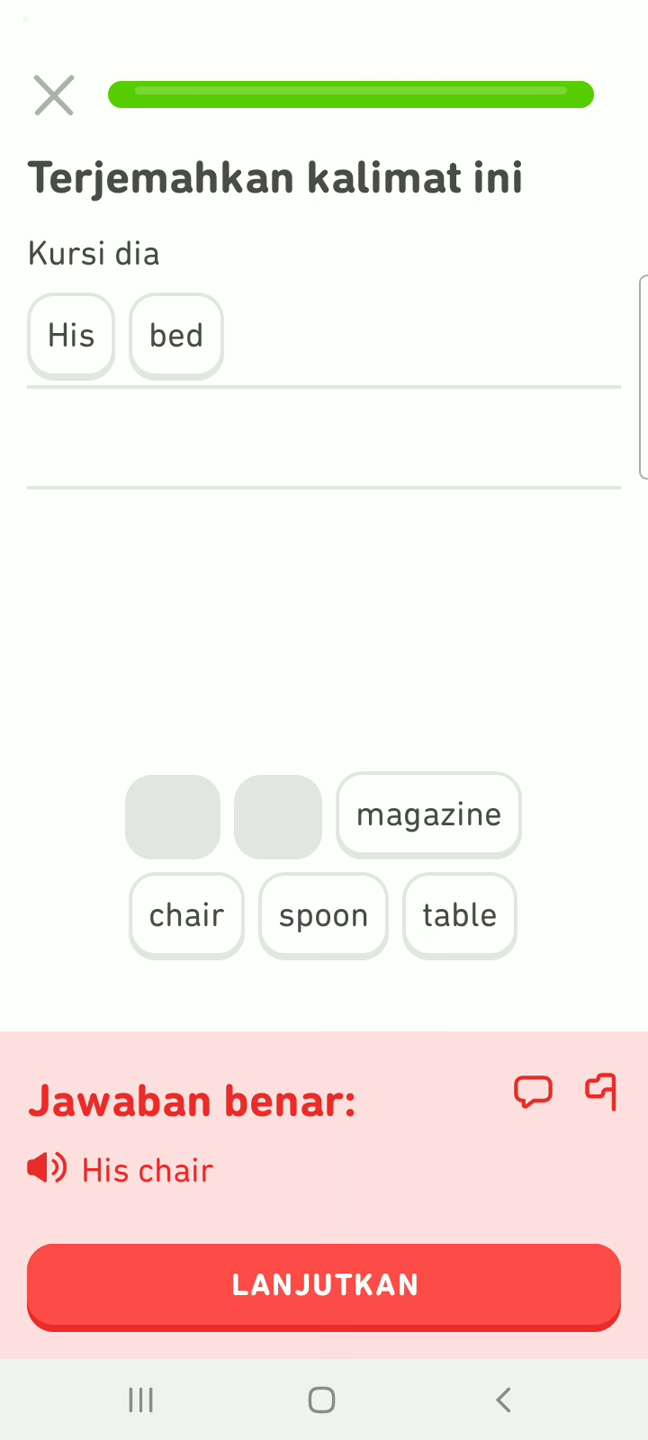 Terjemahkan kalimat ini
Kursi dia
His bed
magazine
chair spoon table
Jawaban benar:
His chair
LANJUTKAN